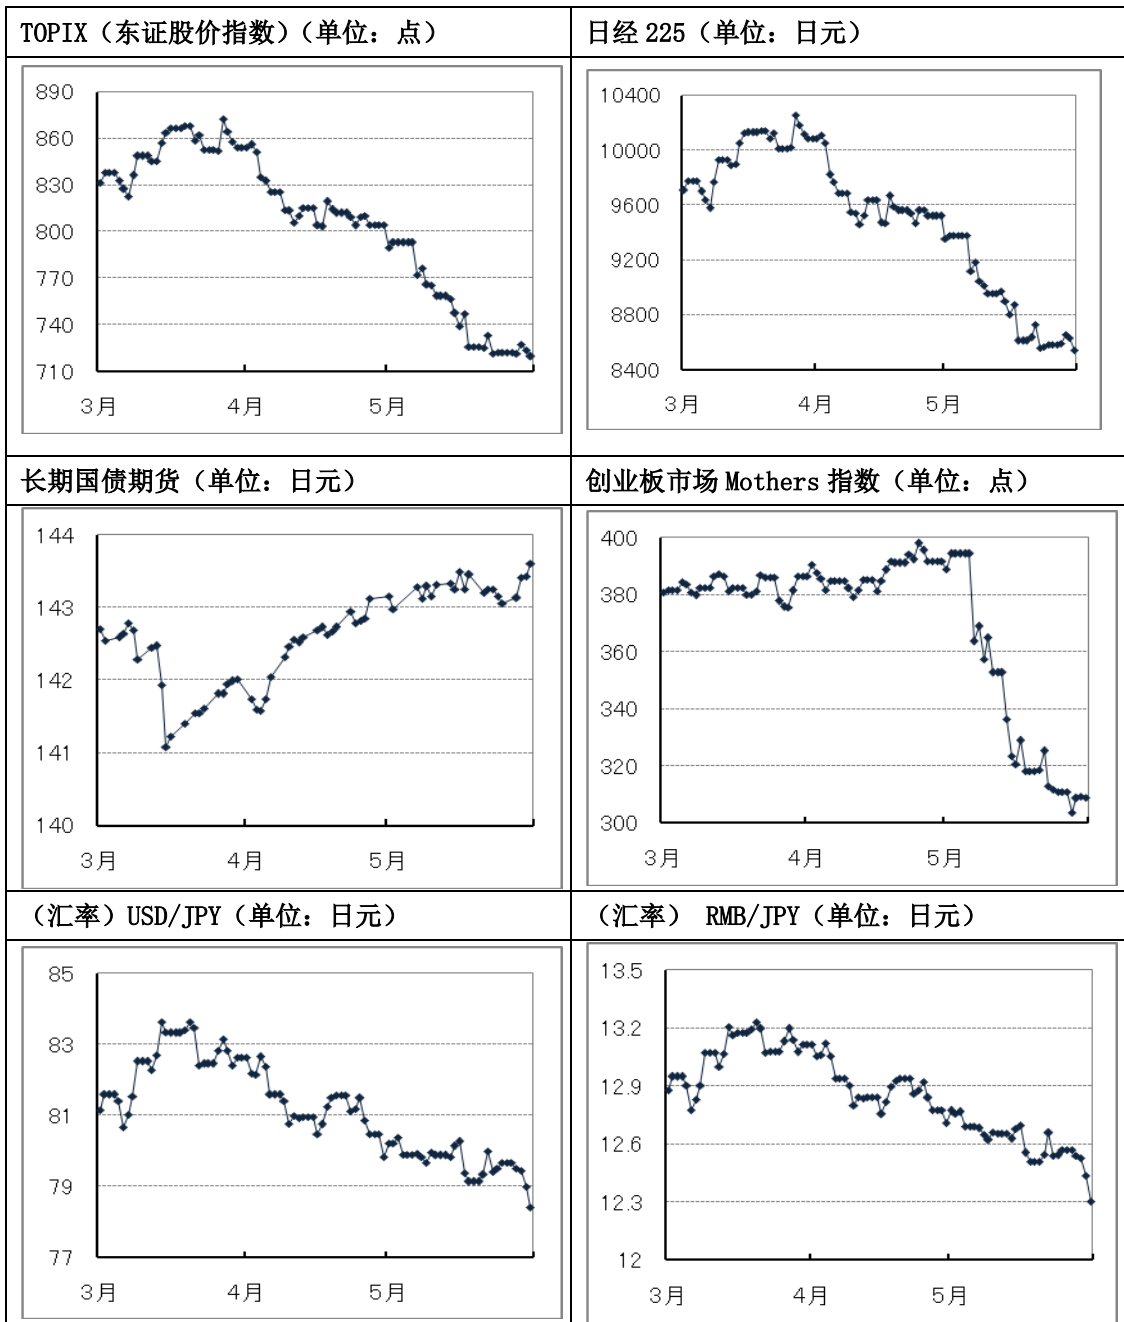 TOPIX（东证股价指数）（单位：点）
日经 225（单位：日元）
890
860
830
800
770
740
710
3月
4月
5月
10400
10000
9600
9200
8800
8400
3月
4月
5月
长期国债期货（单位：日元）
创业板市场 Mothers 指数（单位：点）
144
143
142
141
140
3月
4月
5月
400
380
360
340
320
300
3月
4月
5月
（汇率）USD/JPY（单位：日元）
（汇率） RMB/JPY（单位：日元）
85
83
81
79
77
3月
4月
5月
13.5
13.2
12.9
12.6
12.3
12
3月
4月
5月